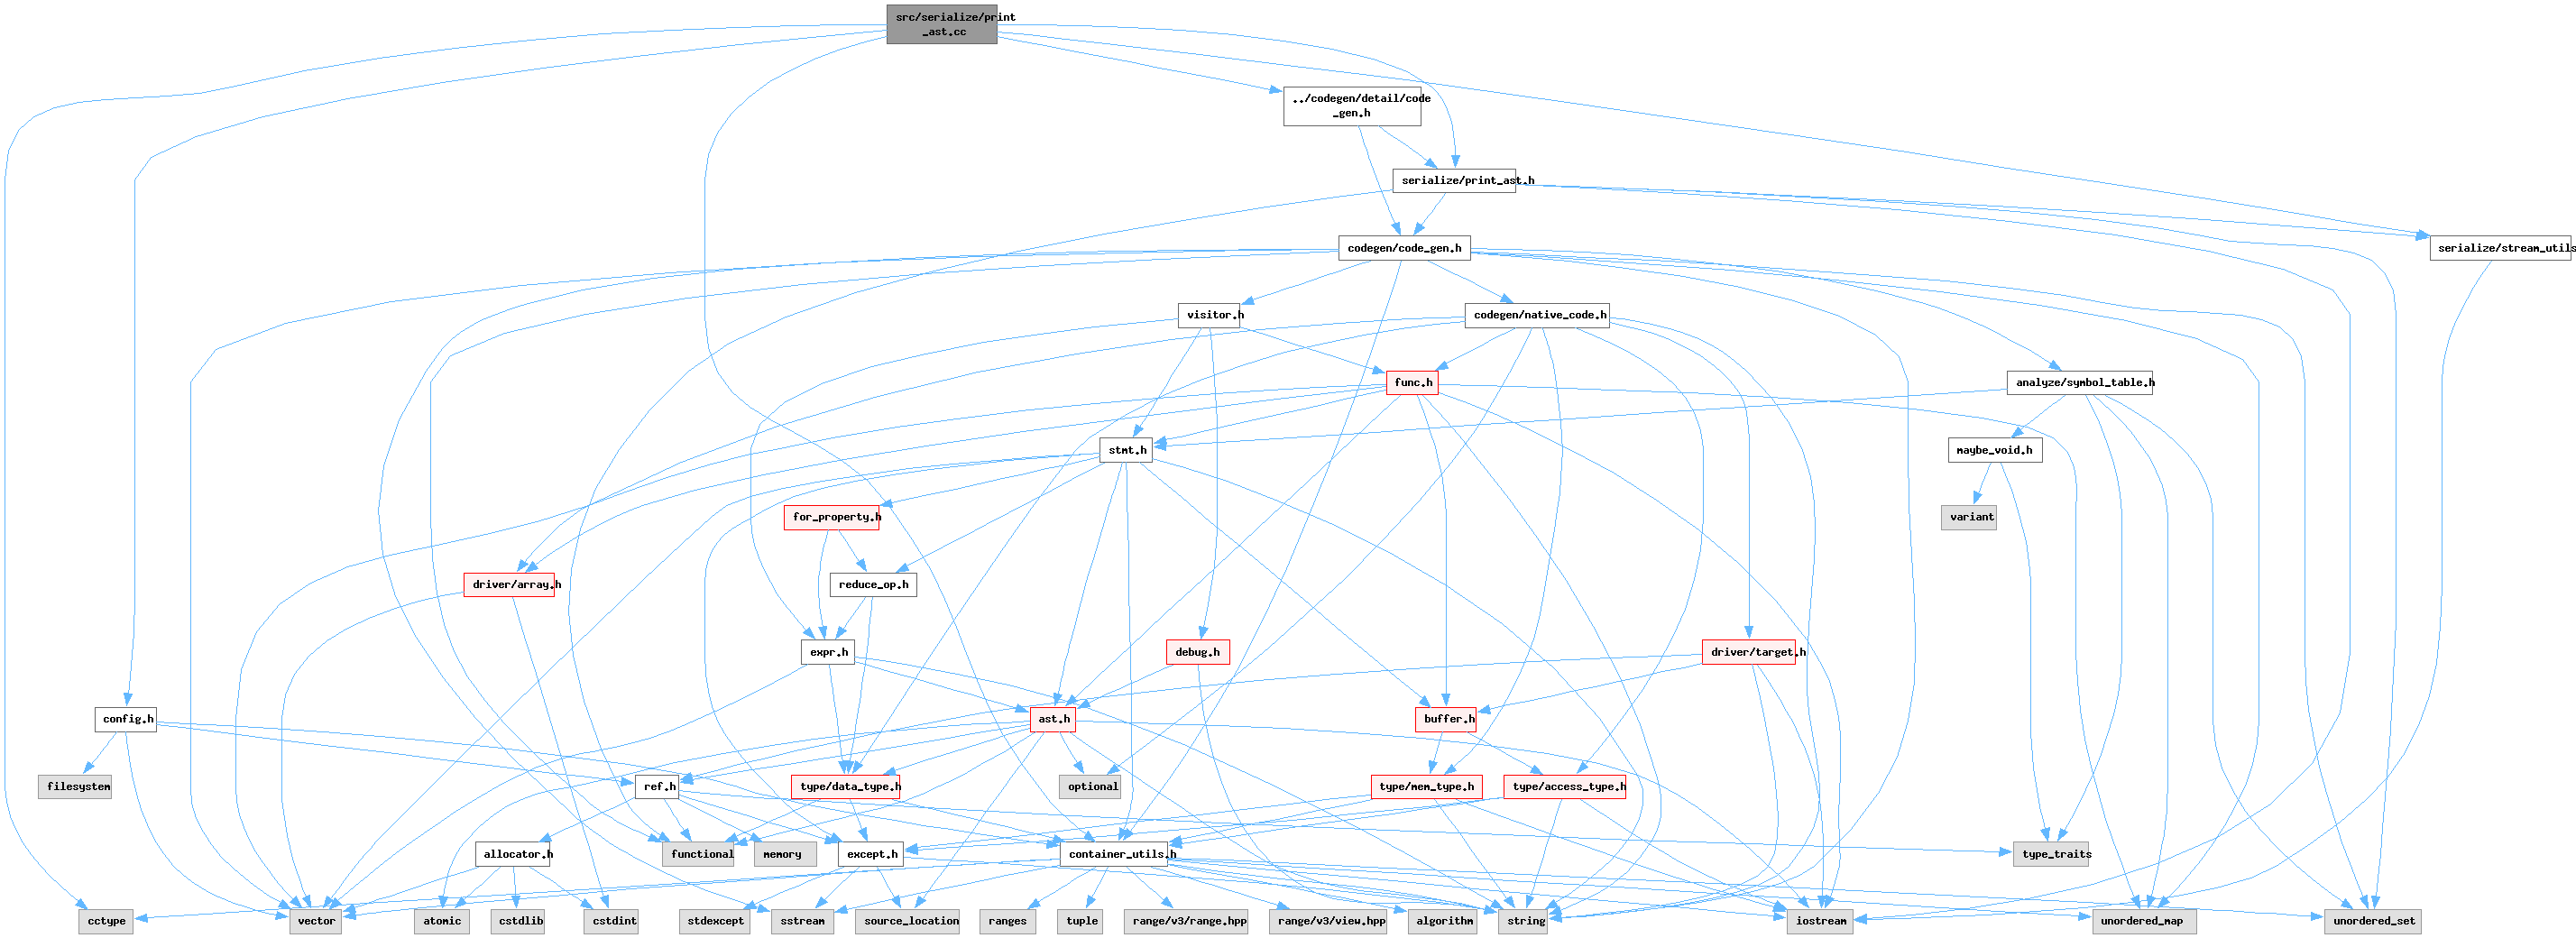 src/serialize/print
_ast.cc
../codegen/detail/code
_gen.h
serialize/print_ast.h
codegen/code_gen.h
serialize/stream_utils
visitor.h
codegen/native_code.h
func.h
analyze/symbol_table.h
stmt.h
maybe_void.h
for_property.h
variant
driver/array.h
reduce_op.h
expr.h
debug.h
driver/target.h
config.h
ast.h
buffer.h
filesystem
ref.h
type/data_type.h
optional
type/mem_type.h
type/access_type.h
allocator.h
functional
memory
except.h
container_utils.h
type_traits
cctype
vector
atomic
cstdlib
cstdint
stdexcept
sstream
source_location
ranges
tuple
range/v3/range.hpp
range/v3/view.hpp
algorithm
string
iostream
unordered_map
unordered_set